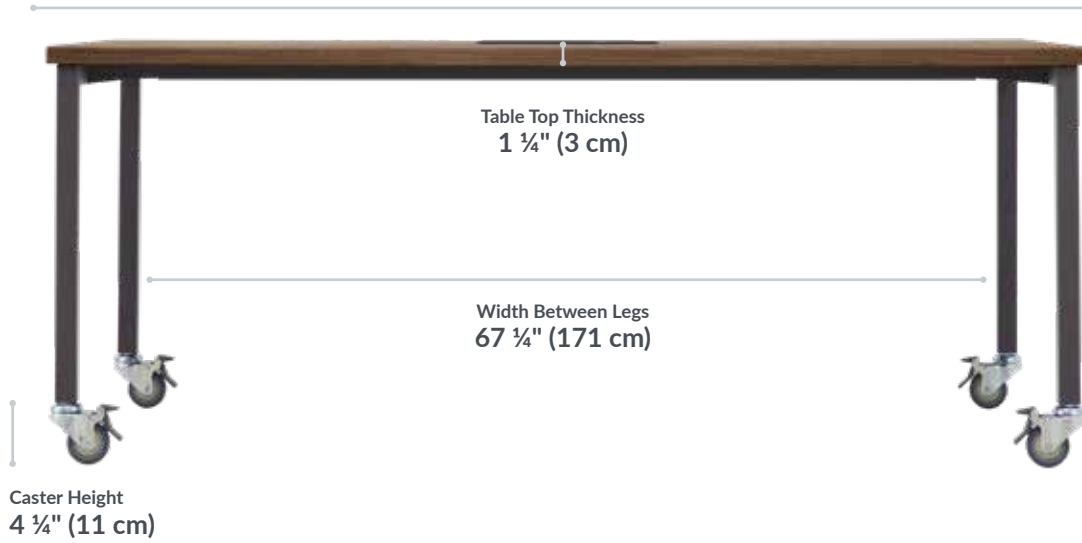 Table Top Thickness
1 ¼" (3 cm)
Width Between Legs
67 ¼" (171 cm)
Caster Height
4 ¼" (11 cm)